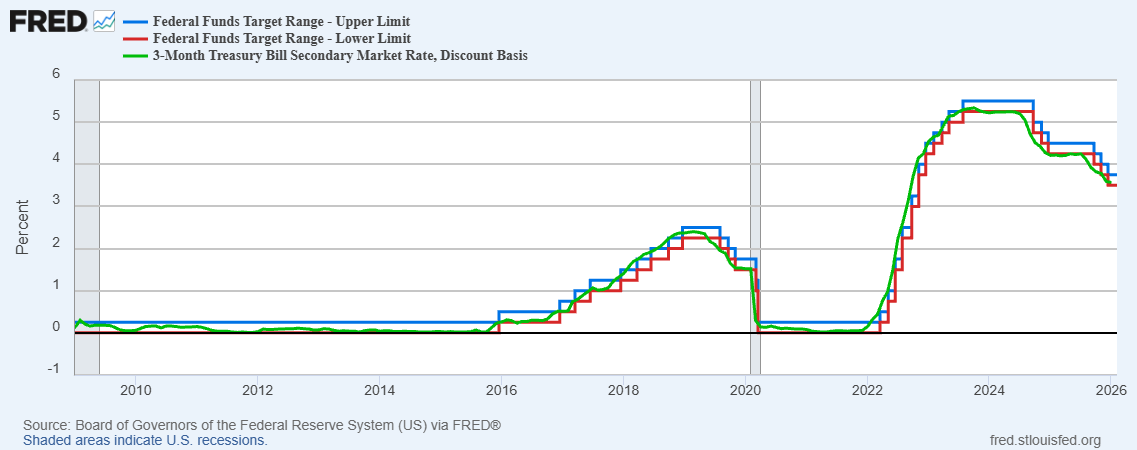 FRED®
Federal Funds Target Range - Upper Limit
Federal Funds Target Range - Lower Limit
3-Month Treasury Bill Secondary Market Rate, Discount Basis
6
5
4
3
2
1
0
-1
Percent
2010 2012 2014 2016 2018 2020 2022 2024 2026
Source: Board of Governors of the Federal Reserve System (US) via FRED®
Shaded areas indicate U.S. recessions.
fred.stlouisfed.org